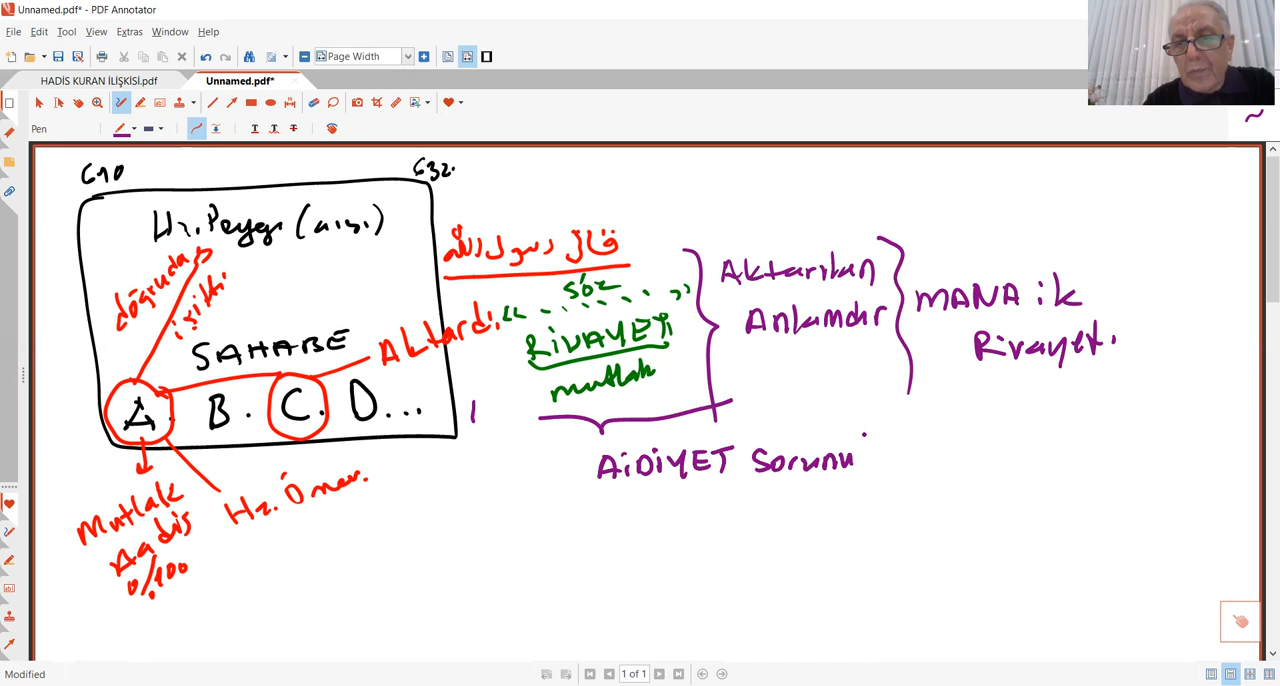 Unnamed.pdf* - PDF Annotator
File Edit Tool View Extras Window Help
Page Width
HADİS KURAN İLİŞKİSİ.pdf
Unnamed.pdf*
Pen
610
632.
Hz. Peyg (a.s.)
doğrudan
işitti
قال رسول الله
SAHABE
Aktardı.
" söz "
RİVAYETİ
mutlak
Aktarılan
Anlamdır
MANA ile
Rivayet.
A. B. C. D...
AİDİYET Sorunu
Mutlak
Hadis
%100
Hz. Ömer.
1 of 1
Modified